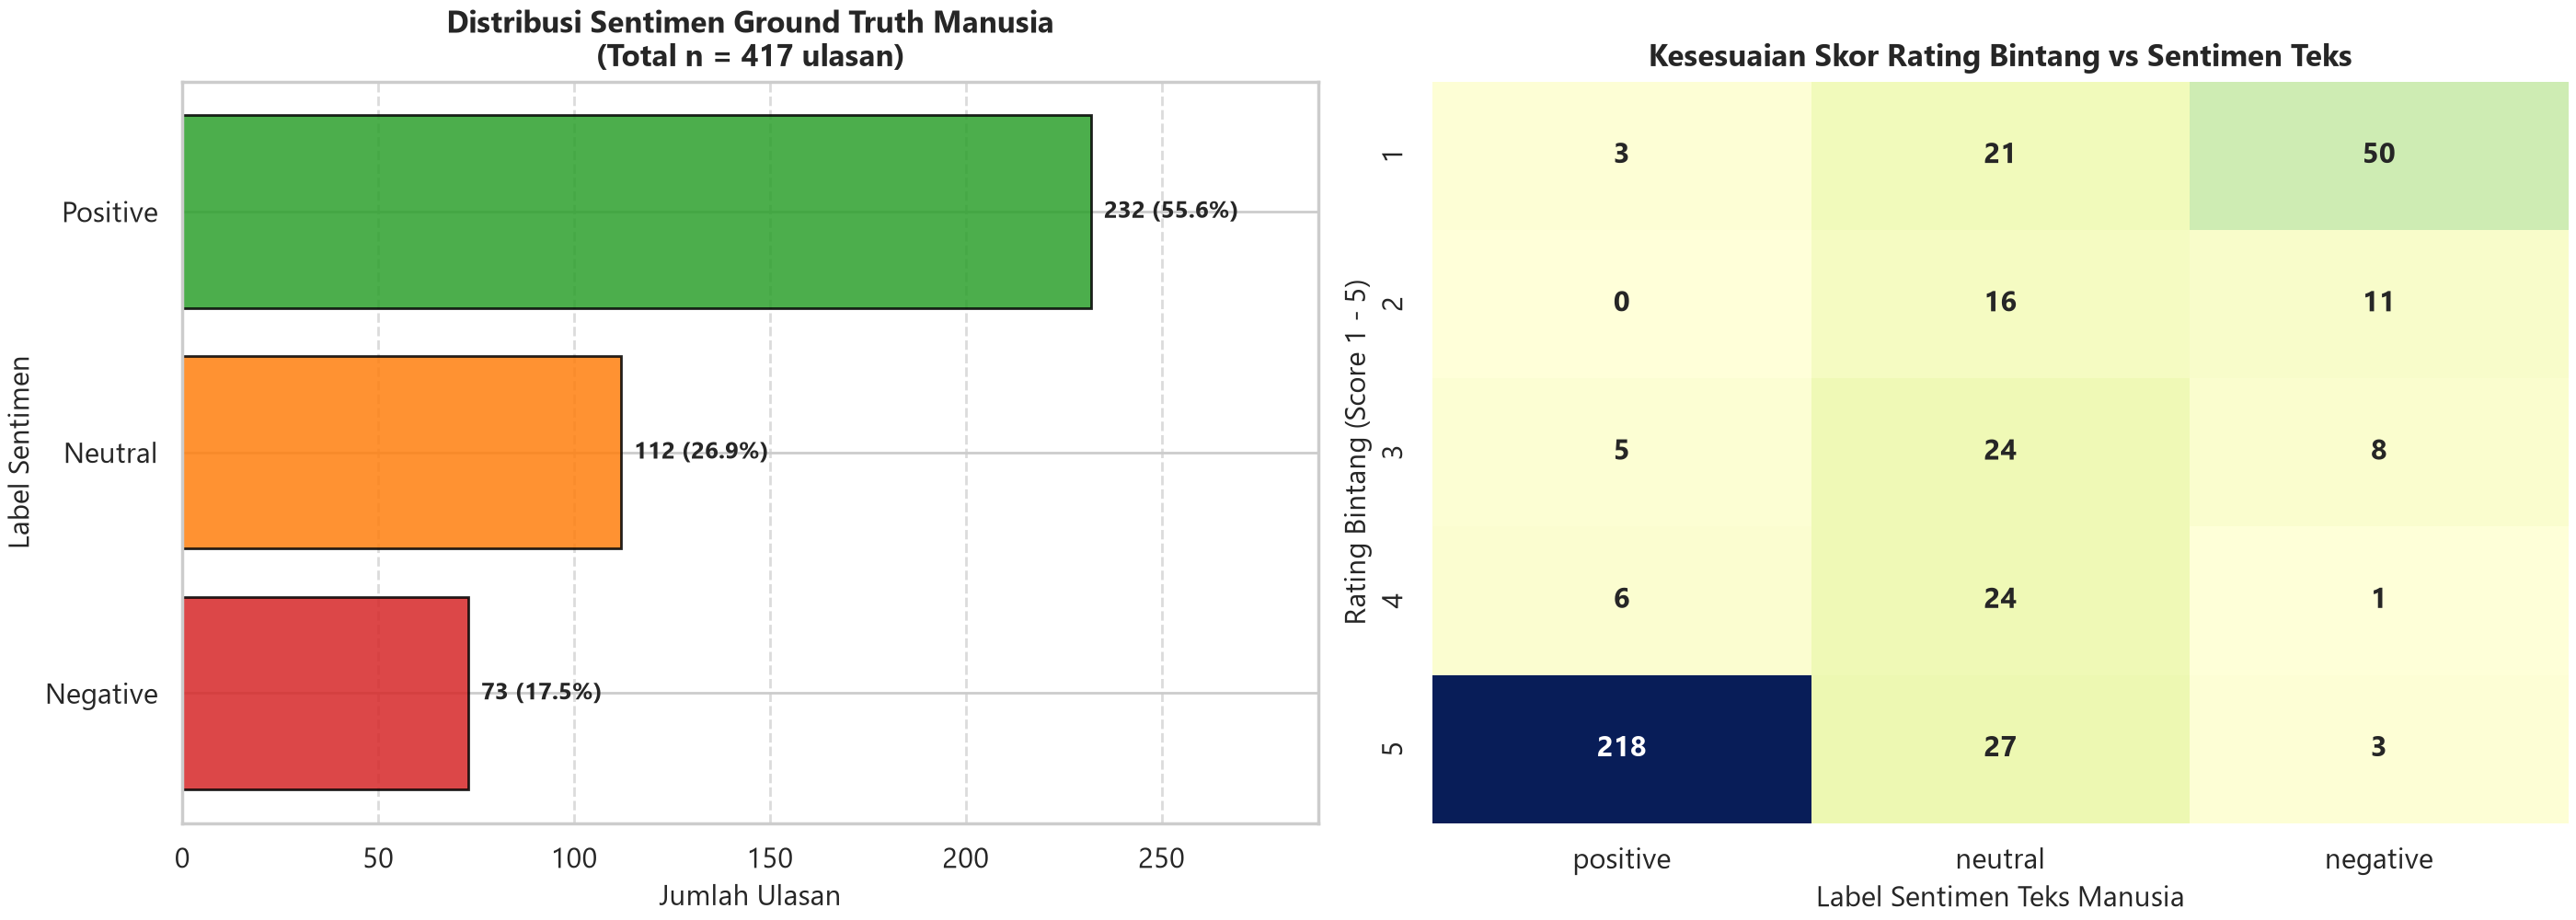 Distribusi Sentimen Ground Truth Manusia
(Total n = 417 ulasan)
Label Sentimen
Positive
232 (55.6%)
Neutral
112 (26.9%)
Negative
73 (17.5%)
0 50 100 150 200 250
Jumlah Ulasan
Kesesuaian Skor Rating Bintang vs Sentimen Teks
Rating Bintang (Score 1 - 5)
1 3 21 50
2 0 16 11
3 5 24 8
4 6 24 1
5 218 27 3
positive neutral negative
Label Sentimen Teks Manusia